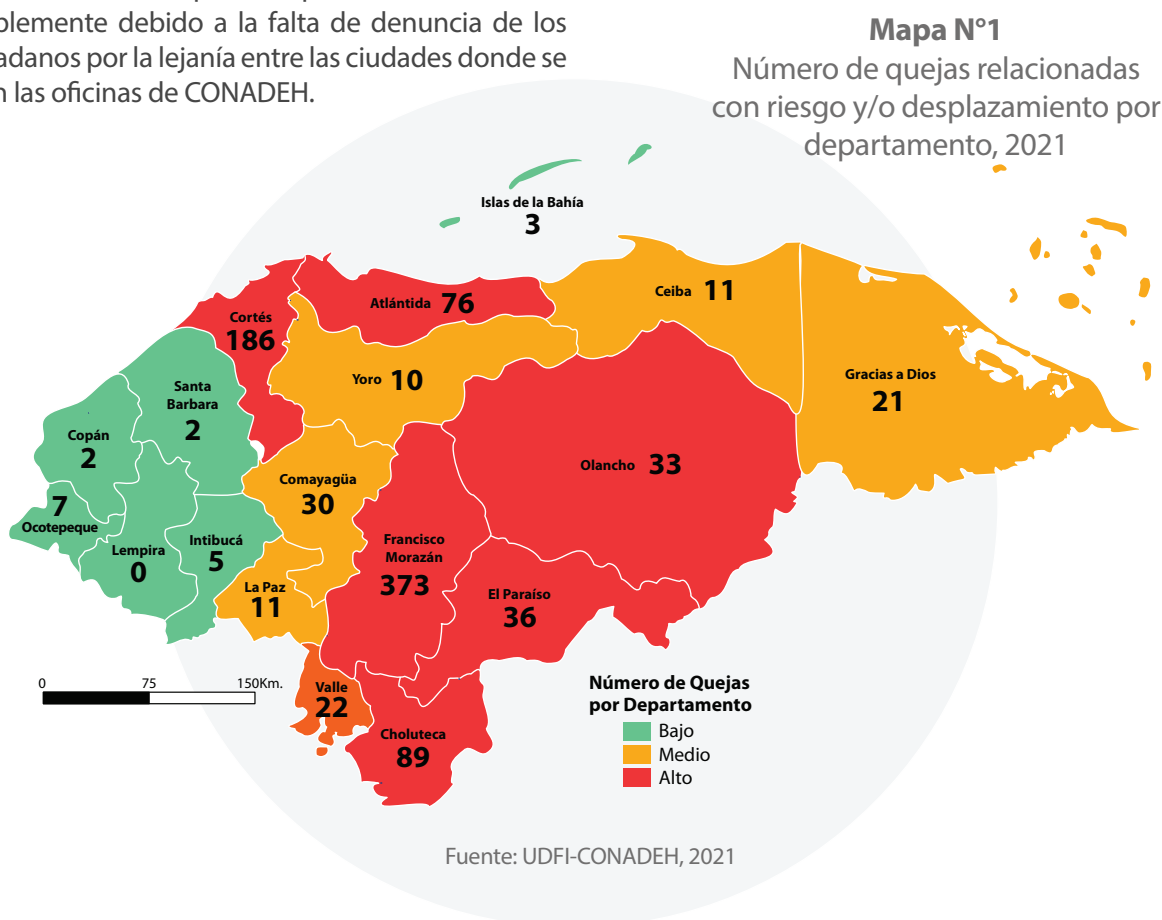 blemente debido a la falta de denuncia de los
adanos por la lejanía entre las ciudades donde se
n las oficinas de CONADEH.
Mapa N°1
Número de quejas relacionadas
con riesgo y/o desplazamiento por
departamento, 2021
Islas de la Bahía
3
Atlántida 76
Ceiba 11
Cortés
186
Yoro 10
Gracias a Dios
21
Santa
Barbara
2
Copán
2
Olancho 33
Comayagüa
30
7
Ocotepeque
Lempira
0
Intibucá
5
Francisco
Morazán
373
La Paz
11
El Paraíso
36
0 75 150Km.
Valle
22
Choluteca
89
Número de Quejas
por Departamento
Bajo
Medio
Alto
Fuente: UDFI-CONADEH, 2021